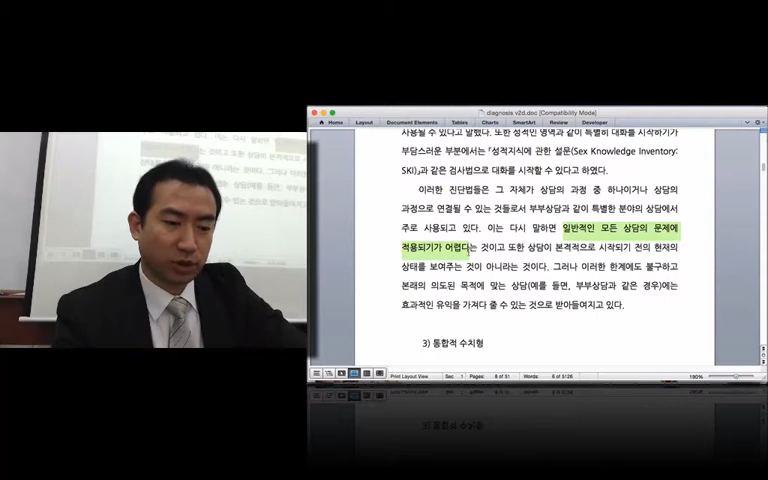 diagnosis v2d.doc [Compatibility Mode]
Home Layout Document Elements Tables Charts SmartArt Review Developer
사용될 수 있다고 말했다. 또한 성적인 영역과 같이 특별히 대화를 시작하기가
부담스러운 부분에서는 『성적지식에 관한 설문(Sex Knowledge Inventory:
SKI)』과 같은 검사법으로 대화를 시작할 수 있다고 하였다.
이러한 진단법들은 그 자체가 상담의 과정 중 하나이거나 상담의
과정으로 연결될 수 있는 것들로서 부부상담과 같이 특별한 분야의 상담에서
주로 사용되고 있다. 이는 다시 말하면 일반적인 모든 상담의 문제에
적용되기가 어렵다는 것이고 또한 상담이 본격적으로 시작되기 전의 현재의
상태를 보여주는 것이 아니라는 것이다. 그러나 이러한 한계에도 불구하고
본래의 의도된 목적에 맞는 상담(예를 들면, 부부상담과 같은 경우)에는
효과적인 유익을 가져다 줄 수 있는 것으로 받아들여지고 있다.
3) 통합적 수치형
Print Layout View Sec 1 Pages: 8 of 51 Words: 6 of 5126 190%